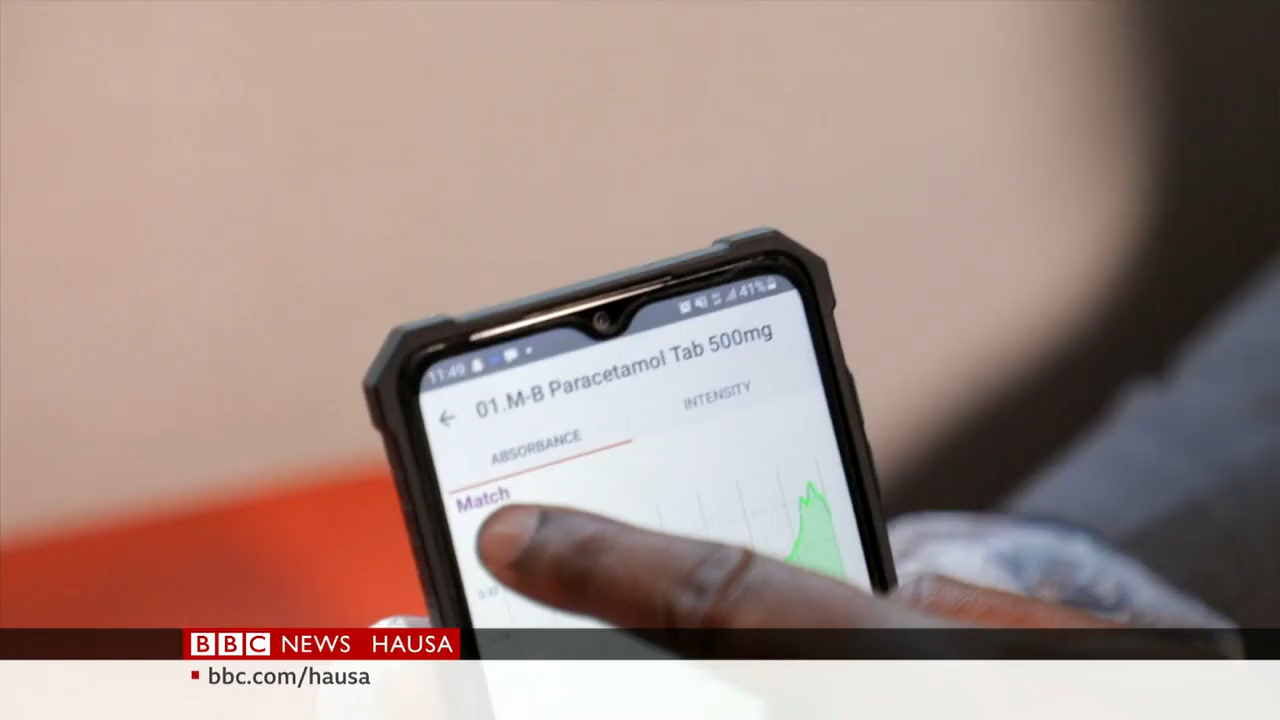 11:49
41%
01.M-B Paracetamol Tab 500mg
ABSORBANCE
INTENSITY
Match
BBC NEWS HAUSA
bbc.com/hausa